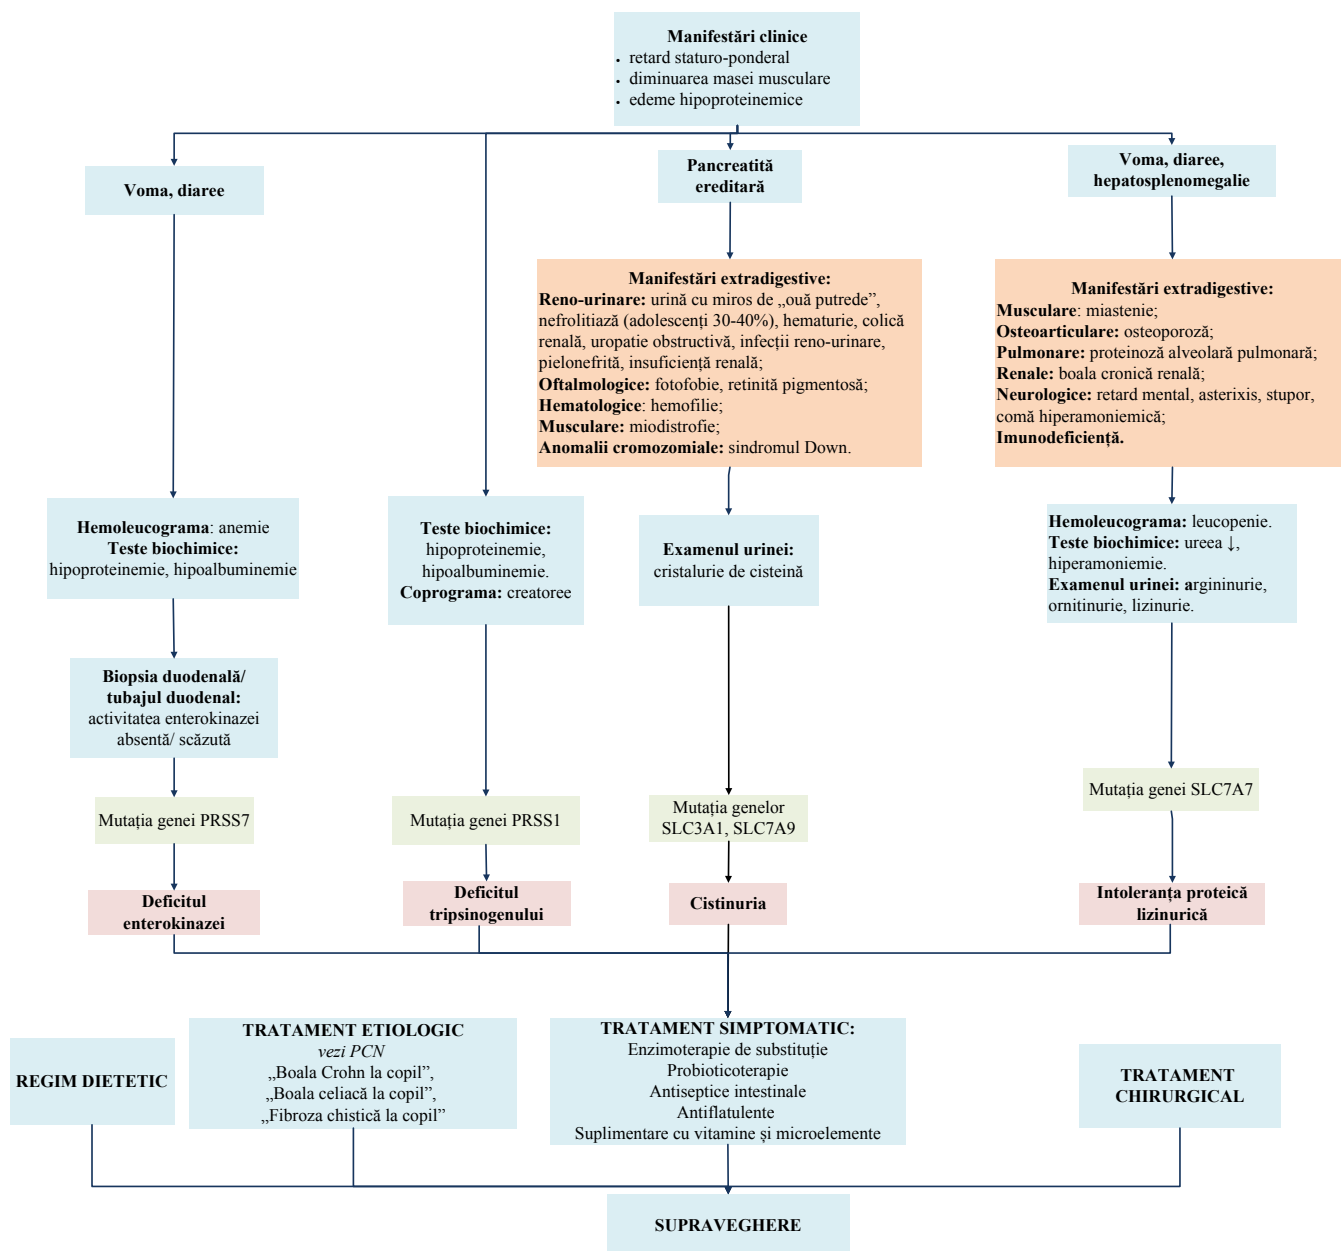 Manifestări clinice
• retard staturo-ponderal
• diminuarea masei musculare
• edeme hipoproteinemice
Voma, diaree
Pancreatită
ereditară
Voma, diaree,
hepatosplenomegalie
Manifestări extradigestive:
Reno-urinare: urină cu miros de „ouă putrede”,
nefrolitiază (adolescenți 30-40%), hematurie, colică
renală, uropatie obstructivă, infecții reno-urinare,
pielonefrită, insuficiență renală;
Oftalmologice: fotofobie, retinită pigmentosă;
Hematologice: hemofilie;
Musculare: miodistrofie;
Anomalii cromozomiale: sindromul Down.
Manifestări extradigestive:
Musculare: miastenie;
Osteoarticulare: osteoporoză;
Pulmonare: proteinoză alveolară pulmonară;
Renale: boala cronică renală;
Neurologice: retard mental, asterixis, stupor,
comă hiperamoniemică;
Imunodeficiență.
Hemoleucograma: anemie
Teste biochimice:
hipoproteinemie, hipoalbuminemie
Teste biochimice:
hipoproteinemie,
hipoalbuminemie.
Coprograma: creatoree
Examenul urinei:
cristalurie de cisteină
Hemoleucograma: leucopenie.
Teste biochimice: ureea ↓,
hiperamoniemie.
Examenul urinei: argininurie,
ornitinurie, lizinurie.
Biopsia duodenală/
tubajul duodenal:
activitatea enterokinazei
absentă/ scăzută
Mutația genei PRSS7
Mutația genei PRSS1
Mutația genelor
SLC3A1, SLC7A9
Mutația genei SLC7A7
Deficitul
enterokinazei
Deficitul
tripsinogenului
Cistinuria
Intoleranța proteică
lizinurică
REGIM DIETETIC
TRATAMENT ETIOLOGIC
vezi PCN
„Boala Crohn la copil”,
„Boala celiacă la copil”,
„Fibroza chistică la copil”
TRATAMENT SIMPTOMATIC:
Enzimoterapie de substituție
Probioticoterapie
Antiseptice intestinale
Antiflatulente
Suplimentare cu vitamine și microelemente
TRATAMENT
CHIRURGICAL
SUPRAVEGHERE